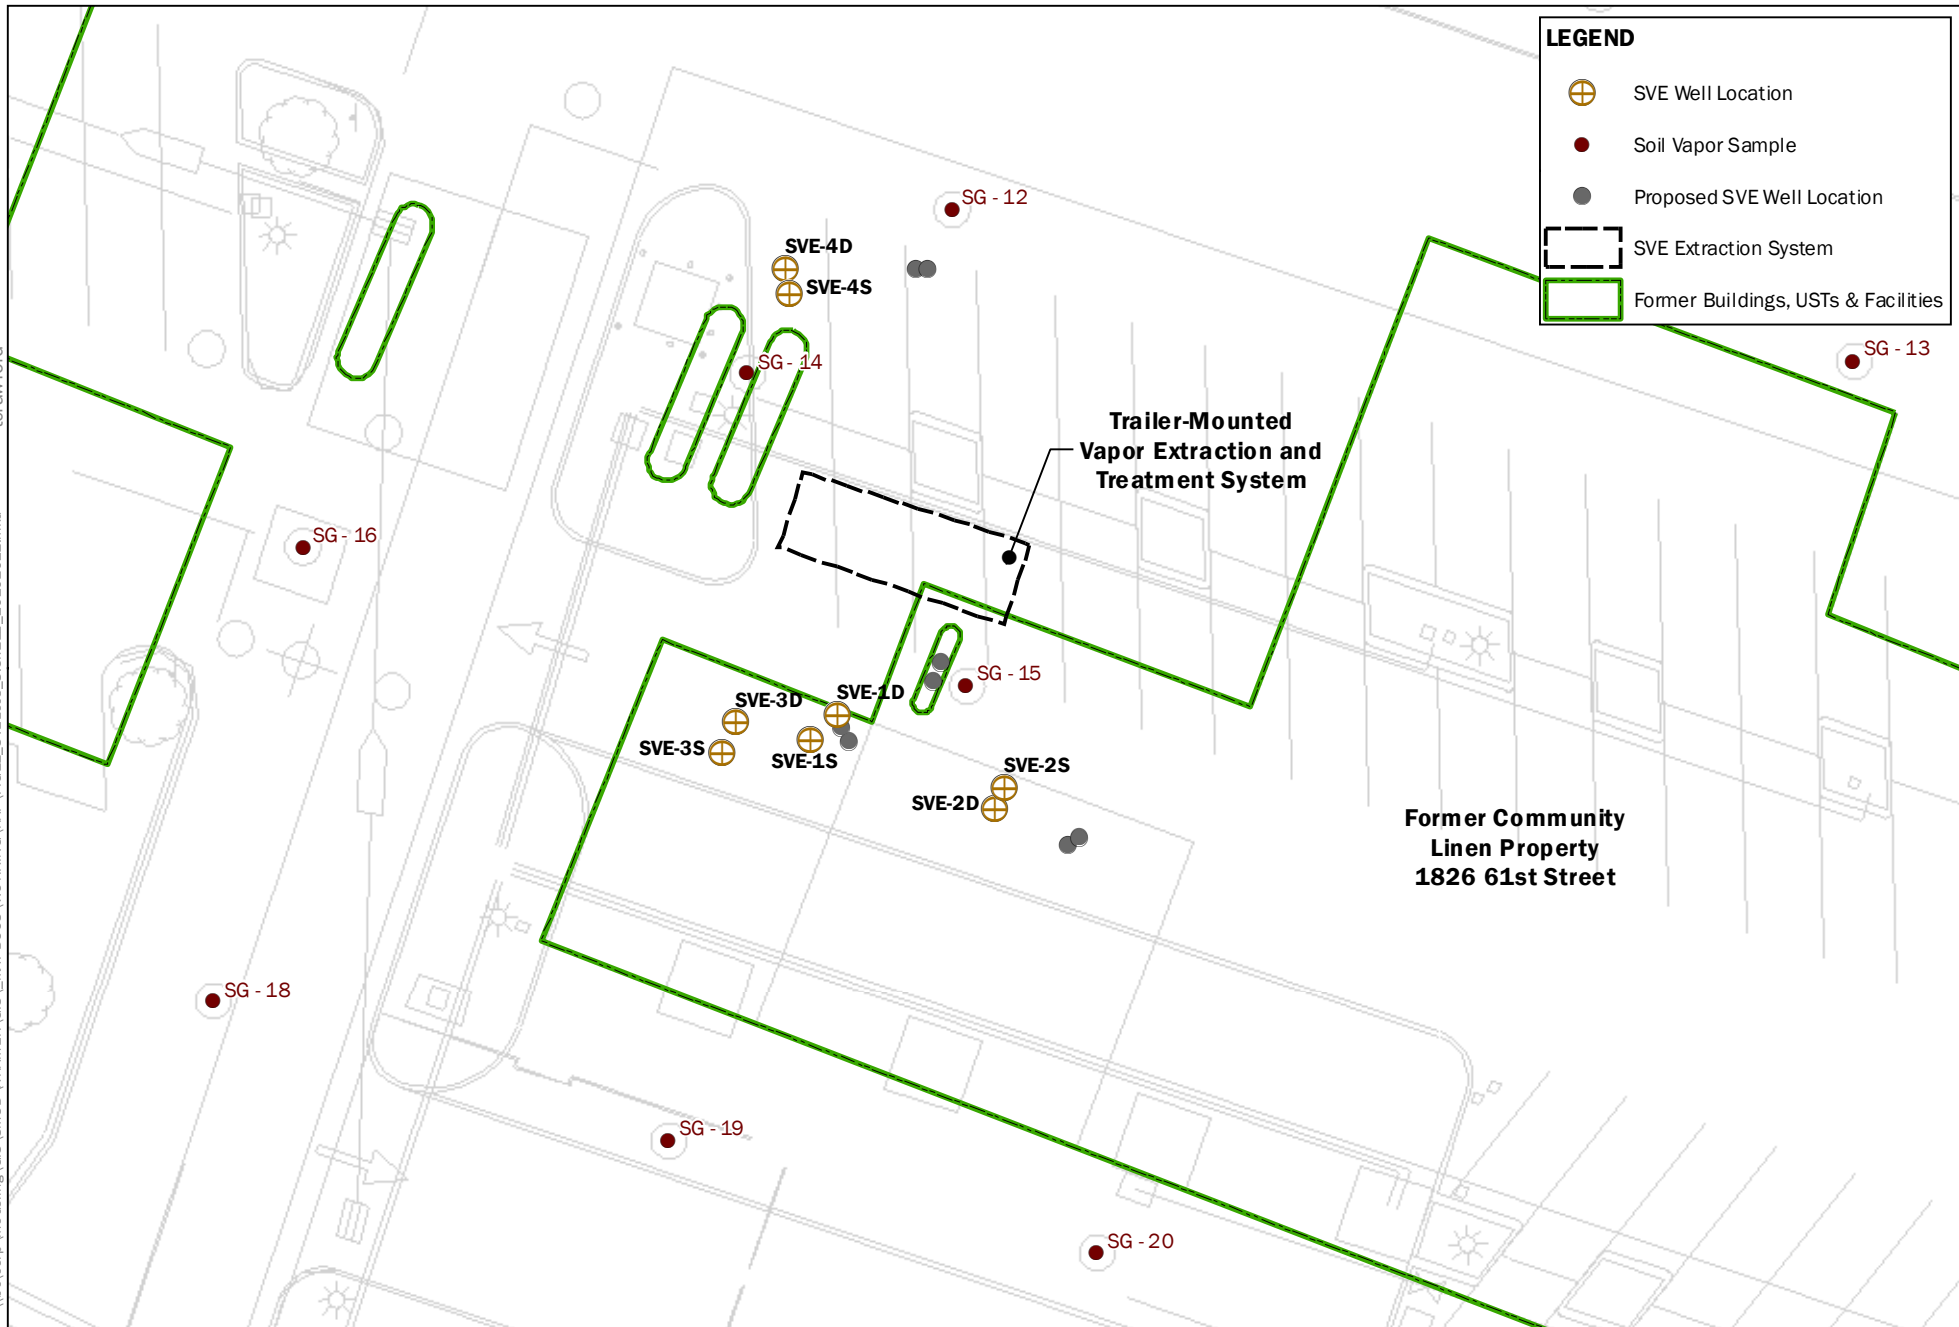 LEGEND
SVE Well Location
Soil Vapor Sample
Proposed SVE Well Location
SVE Extraction System
Former Buildings, USTs & Facilities
SG - 12
SVE-4D
SVE-4S
SG - 13
SG - 14
Trailer-Mounted
Vapor Extraction and
Treatment System
SG - 16
SG - 15
SVE-1D
SVE-3D
SVE-3S
SVE-1S
SVE-2S
SVE-2D
Former Community
Linen Property
1826 61st Street
SG - 18
SG - 19
SG - 20